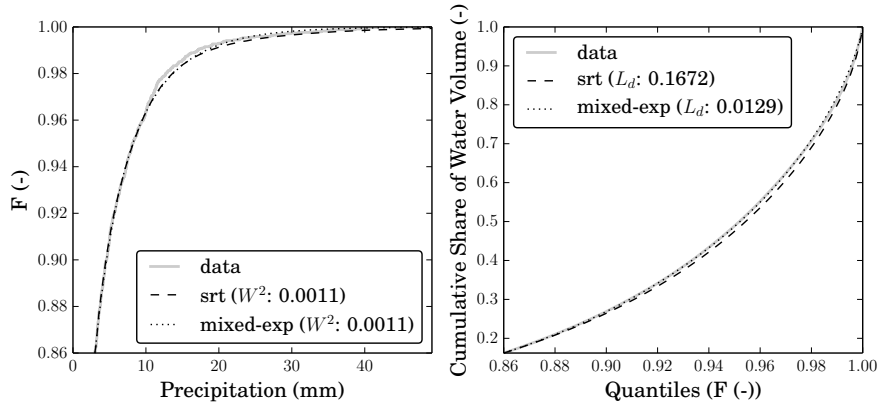 1.00
0.98
0.96
0.94
0.92
0.90
0.88
0.86
F (-)
data
srt (W²: 0.0011)
mixed-exp (W²: 0.0011)
0 10 20 30 40
Precipitation (mm)
1.0
0.9
0.8
0.7
0.6
0.5
0.4
0.3
0.2
Cumulative Share of Water Volume (-)
data
srt (L_d: 0.1672)
mixed-exp (L_d: 0.0129)
0.86 0.88 0.90 0.92 0.94 0.96 0.98 1.00
Quantiles (F (-))